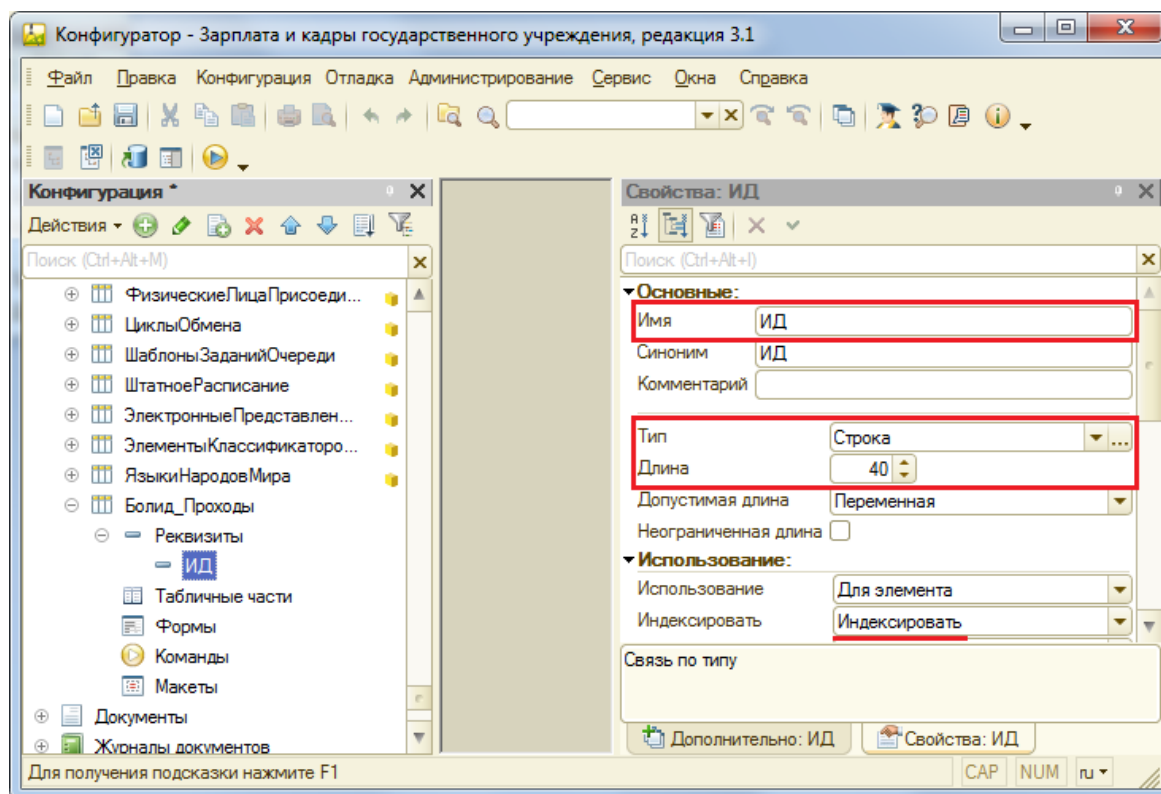 Конфигуратор - Зарплата и кадры государственного учреждения, редакция 3.1
Файл Правка Конфигурация Отладка Администрирование Сервис Окна Справка
Конфигурация *
Действия
Поиск (Ctrl+Alt+M)
ФизическиеЛицаПрисоеди...
ЦиклыОбмена
ШаблоныЗаданийОчереди
ШтатноеРасписание
ЭлектронныеПредставлен...
ЭлементыКлассификаторо...
ЯзыкиНародовМира
Болид_Проходы
Реквизиты
ИД
Табличные части
Формы
Команды
Макеты
Документы
Журналы документов
Свойства: ИД
Поиск (Ctrl+Alt+I)
Основные:
Имя ИД
Синоним ИД
Комментарий
Тип Строка
Длина 40
Допустимая длина Переменная
Неограниченная длина
Использование:
Использование Для элемента
Индексировать Индексировать
Связь по типу
Дополнительно: ИД Свойства: ИД
Для получения подсказки нажмите F1 CAP NUM ru